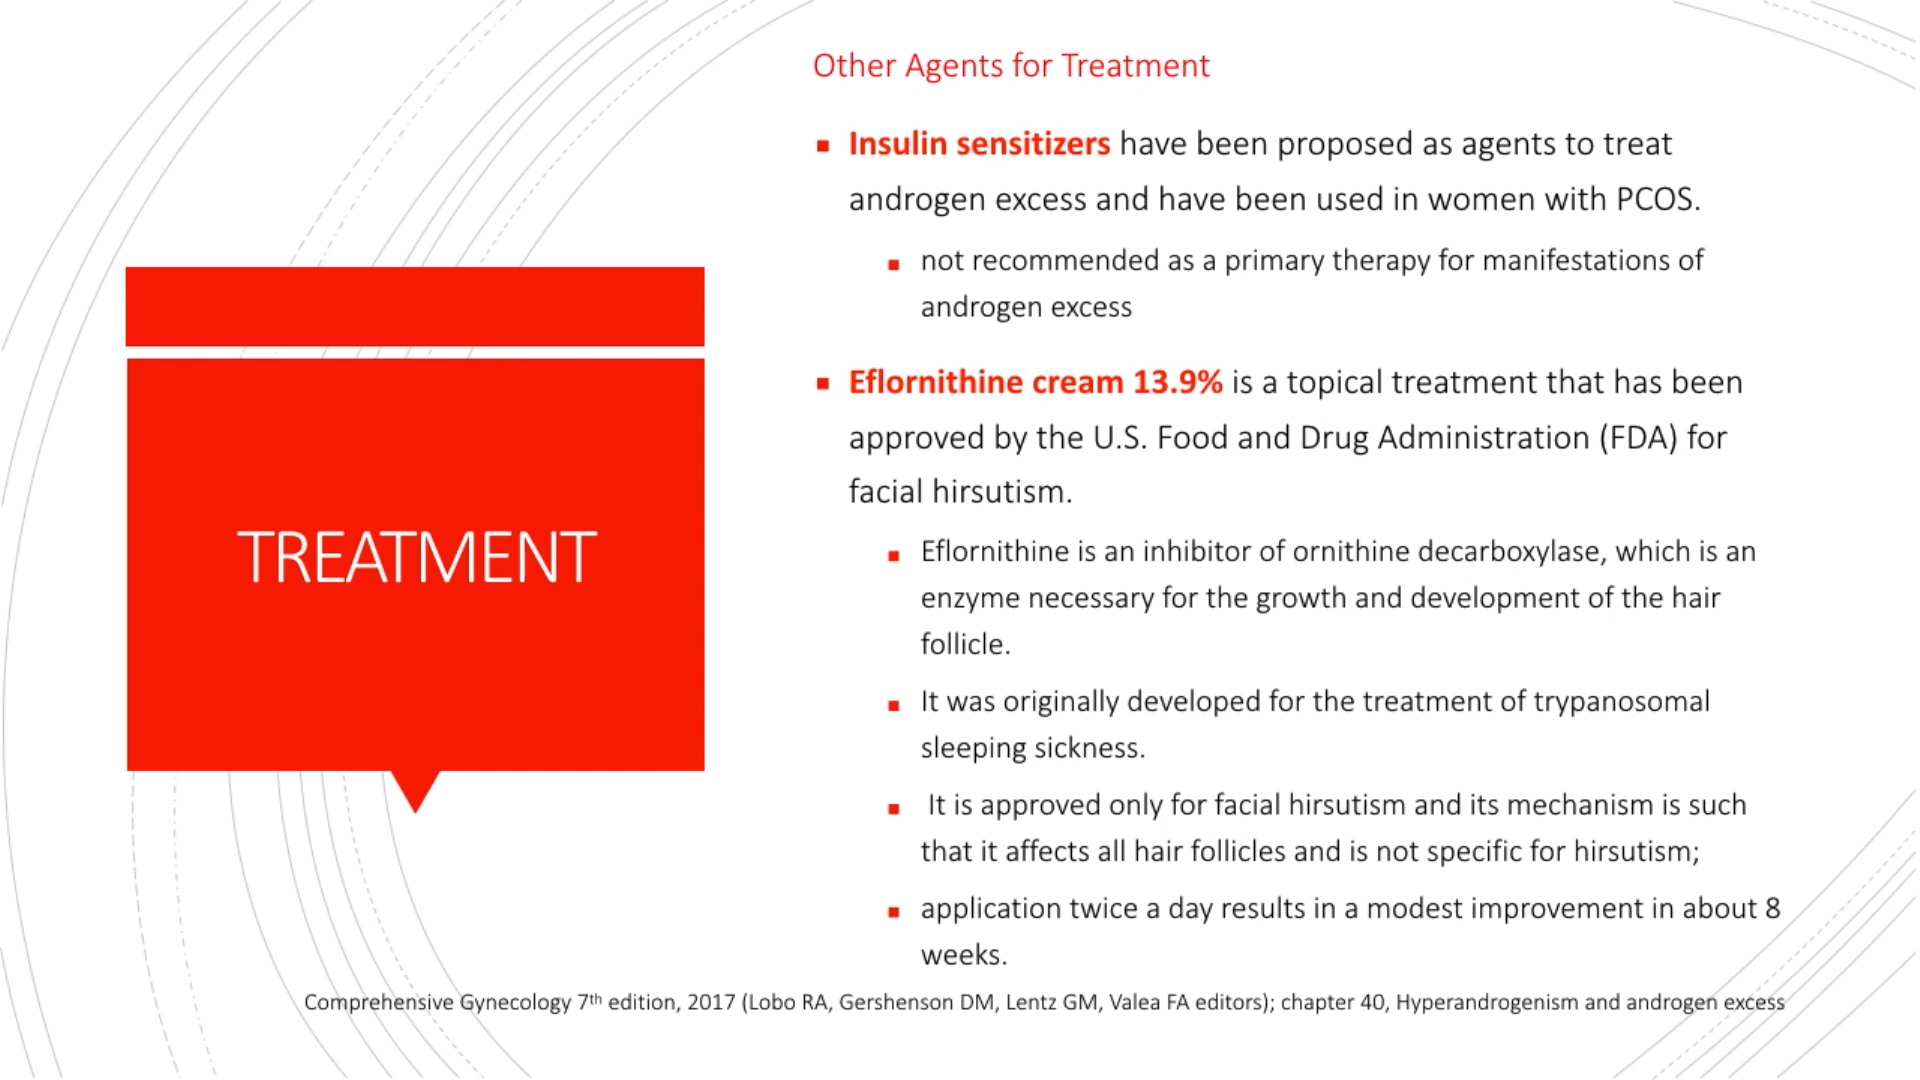 Other Agents for Treatment
Insulin sensitizers have been proposed as agents to treat
androgen excess and have been used in women with PCOS.
not recommended as a primary therapy for manifestations of
androgen excess
Eflornithine cream 13.9% is a topical treatment that has been
approved by the U.S. Food and Drug Administration (FDA) for
facial hirsutism.
Eflornithine is an inhibitor of ornithine decarboxylase, which is an
enzyme necessary for the growth and development of the hair
follicle.
It was originally developed for the treatment of trypanosomal
sleeping sickness.
It is approved only for facial hirsutism and its mechanism is such
that it affects all hair follicles and is not specific for hirsutism;
application twice a day results in a modest improvement in about 8
weeks.
TREATMENT
Comprehensive Gynecology 7th edition, 2017 (Lobo RA, Gershenson DM, Lentz GM, Valea FA editors); chapter 40, Hyperandrogenism and androgen excess